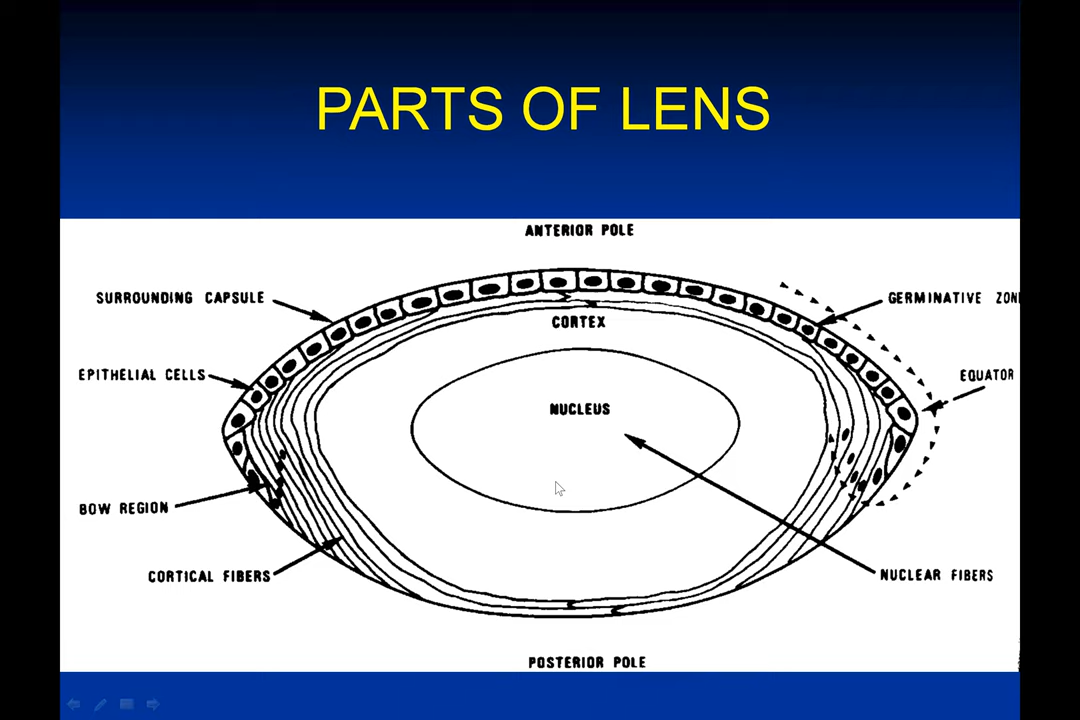 PARTS OF LENS
ANTERIOR POLE
SURROUNDING CAPSULE
GERMINATIVE ZON
CORTEX
EPITHELIAL CELLS
EQUATOR
NUCLEUS
BOW REGION
CORTICAL FIBERS
NUCLEAR FIBERS
POSTERIOR POLE